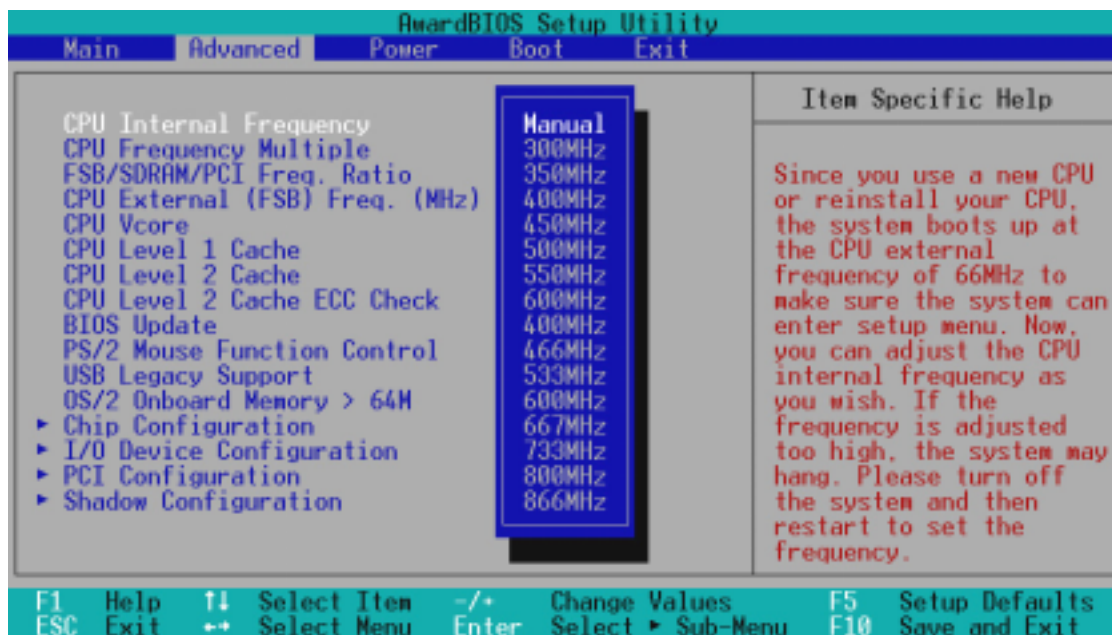 AwardBIOS Setup Utility
Main Advanced Power Boot Exit
CPU Internal Frequency
CPU Frequency Multiple
FSB/SDRAM/PCI Freq. Ratio
CPU External (FSB) Freq. (MHz)
CPU Vcore
CPU Level 1 Cache
CPU Level 2 Cache
CPU Level 2 Cache ECC Check
BIOS Update
PS/2 Mouse Function Control
USB Legacy Support
OS/2 Onboard Memory > 64M
► Chip Configuration
► I/O Device Configuration
► PCI Configuration
► Shadow Configuration
Manual
300MHz
350MHz
400MHz
450MHz
500MHz
550MHz
600MHz
400MHz
466MHz
533MHz
600MHz
667MHz
733MHz
800MHz
866MHz
Item Specific Help
Since you use a new CPU
or reinstall your CPU,
the system boots up at
the CPU external
frequency of 66MHz to
make sure the system can
enter setup menu. Now,
you can adjust the CPU
internal frequency as
you wish. If the
frequency is adjusted
too high, the system may
hang. Please turn off
the system and then
restart to set the
frequency.
F1 Help ↑↓ Select Item -/+ Change Values F5 Setup Defaults
ESC Exit ←→ Select Menu Enter Select ► Sub-Menu F10 Save and Exit